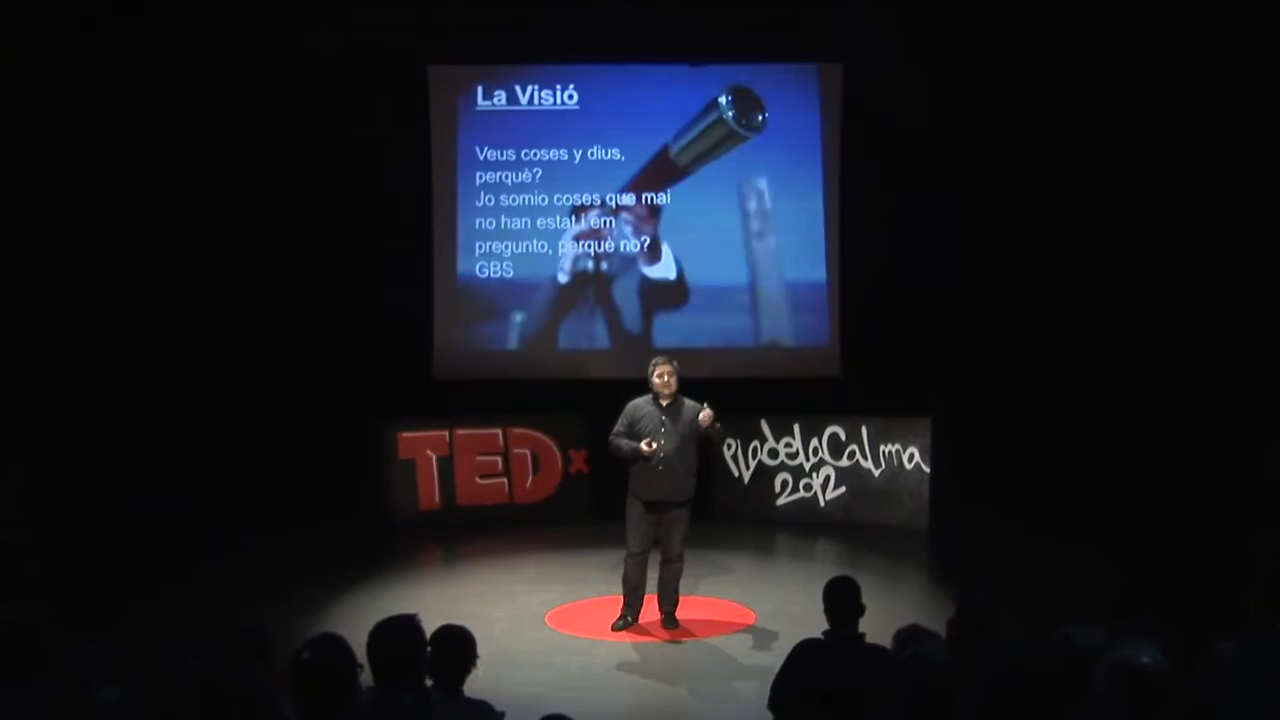 La Visió
Veus coses y dius,
perquè?
Jo somio coses que mai
no han estat i em
pregunto, perquè no?
GBS
TEDx
PLadeLaCaLma
2012